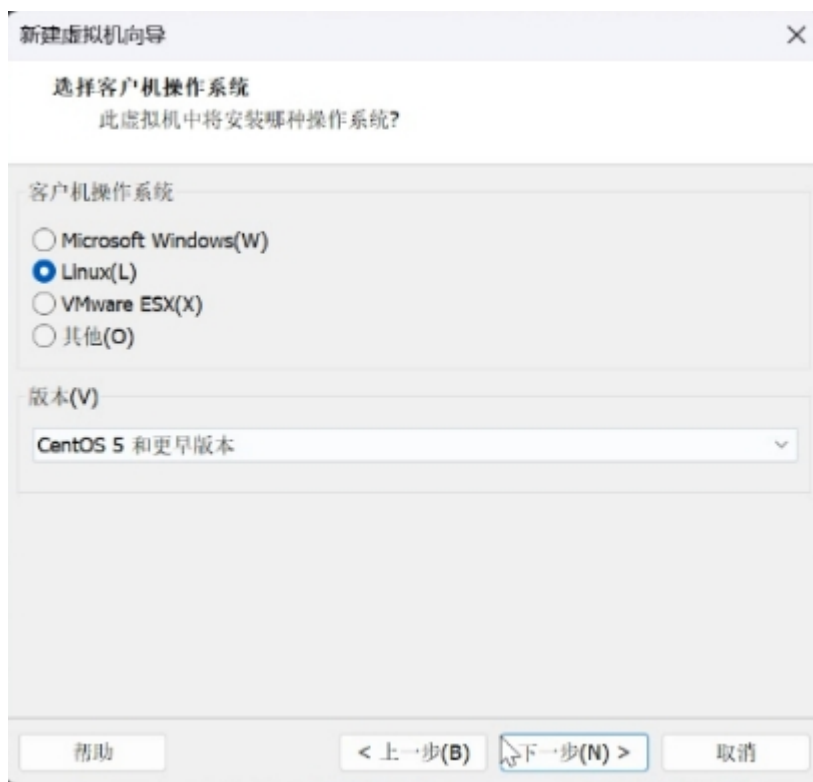 新建虚拟机向导
选择客户机操作系统
此虚拟机中将安装哪种操作系统?
客户机操作系统
Microsoft Windows(W)
Linux(L)
VMware ESX(X)
其他(O)
版本(V)
CentOS 5 和更早版本
帮助 < 上一步(B) 下一步(N) > 取消